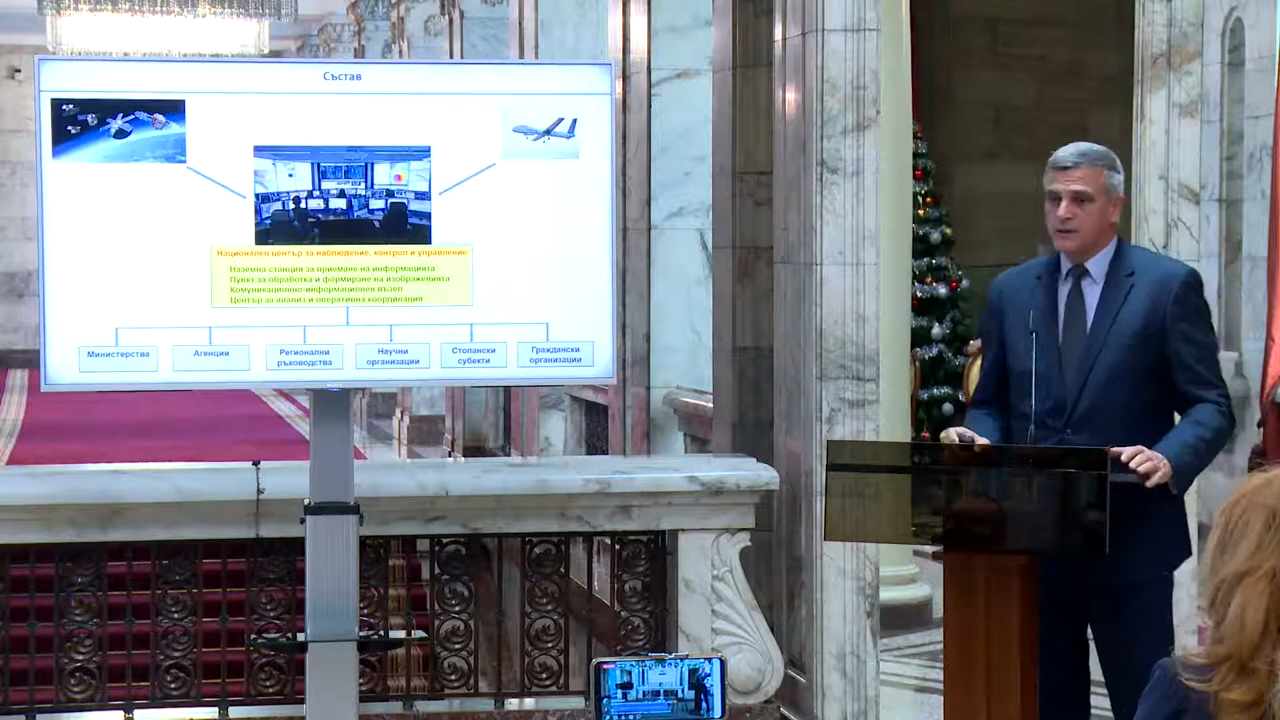 Състав
Национален център за наблюдение, контрол и управление
Наземна станция за приемане на информацията
Пункт за обработка и формиране на изображенията
Комуникационно-информационен възел
Център за анализ и оперативна координация
Министерства
Агенции
Регионални
ръководства
Научни
организации
Стопански
субекти
Граждански
организации